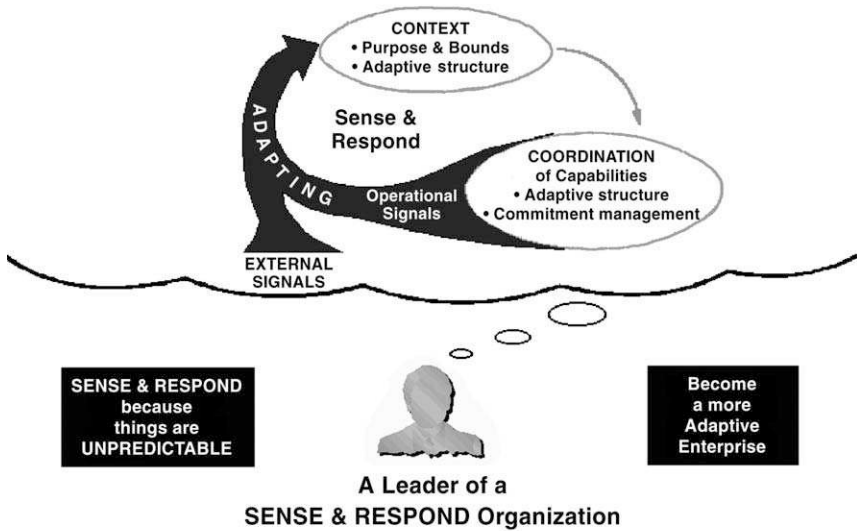 CONTEXT
• Purpose & Bounds
• Adaptive structure
ADAPTING
Sense &
Respond
Operational
Signals
COORDINATION
of Capabilities
• Adaptive structure
• Commitment management
EXTERNAL
SIGNALS
SENSE & RESPOND
because
things are
UNPREDICTABLE
Become
a more
Adaptive
Enterprise
A Leader of a
SENSE & RESPOND Organization